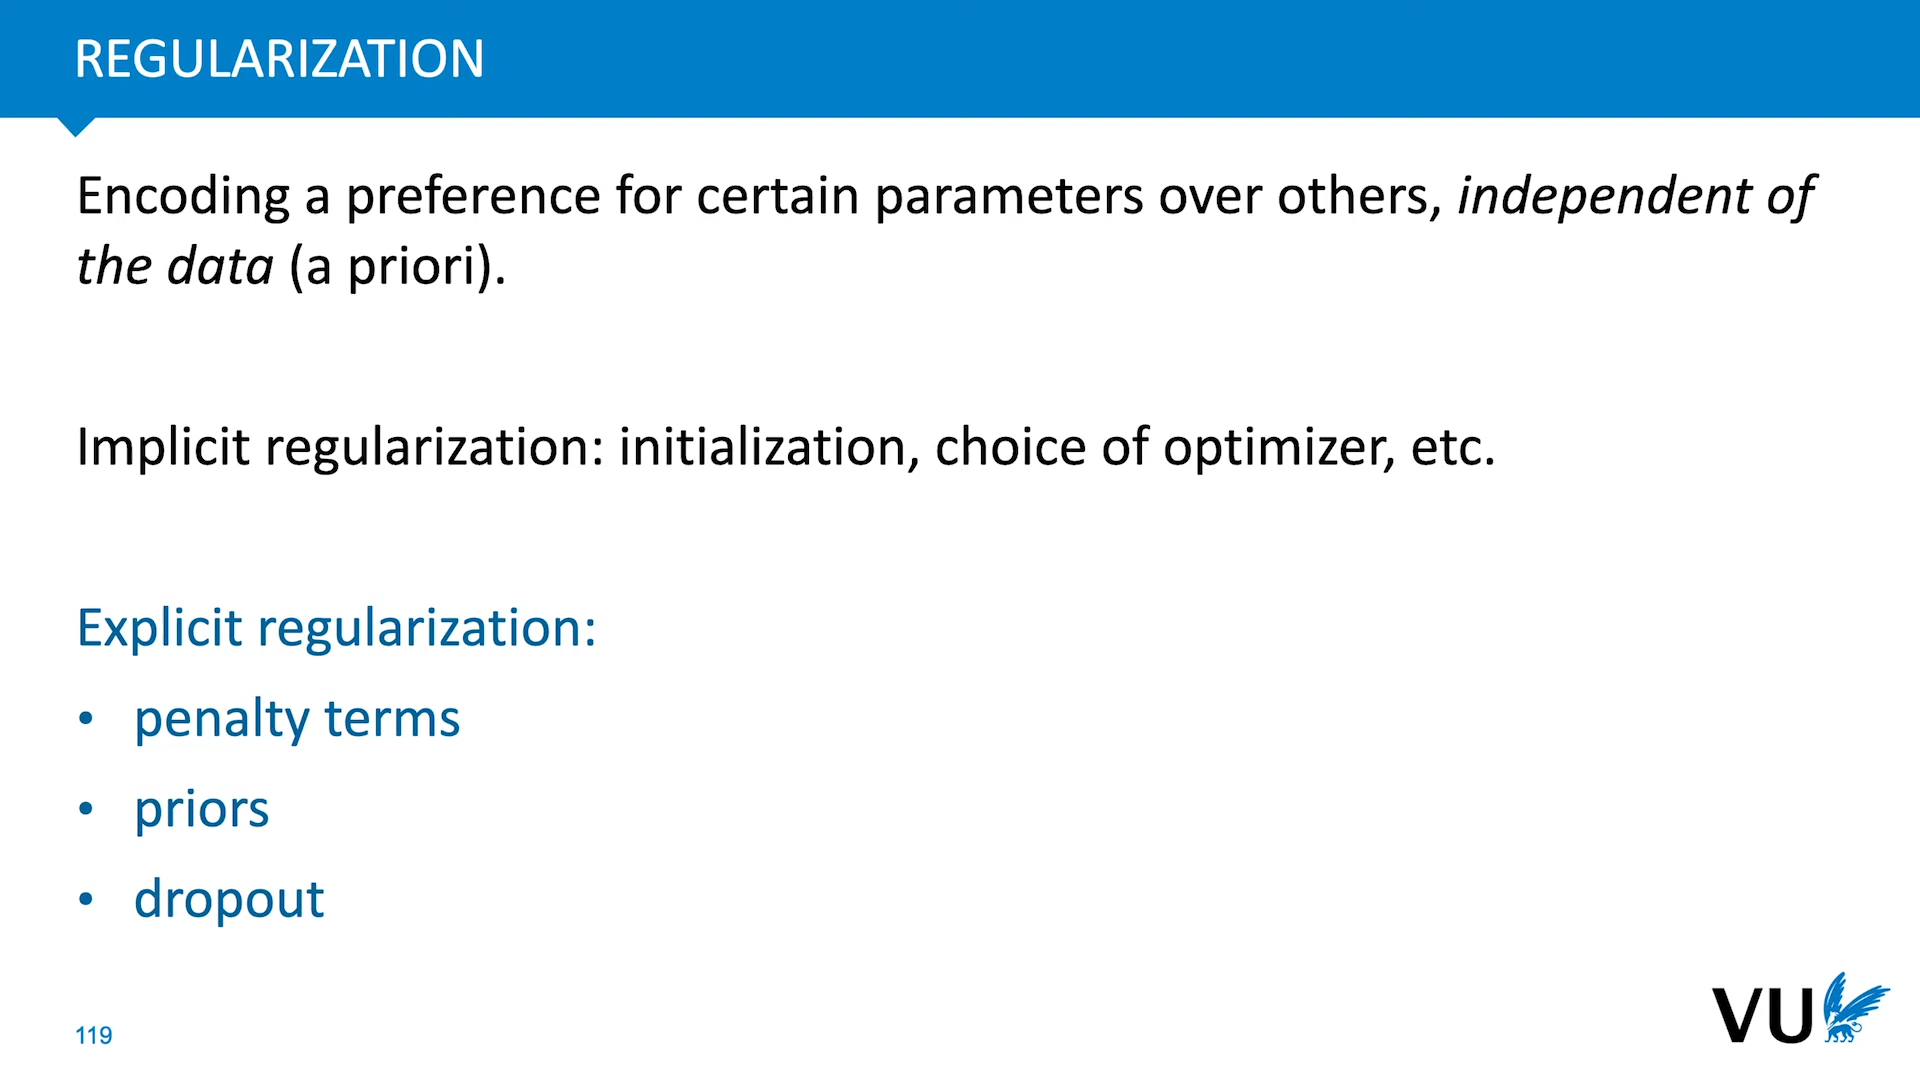 REGULARIZATION
Encoding a preference for certain parameters over others, independent of
the data (a priori).
Implicit regularization: initialization, choice of optimizer, etc.
Explicit regularization:
• penalty terms
• priors
• dropout
119
VU